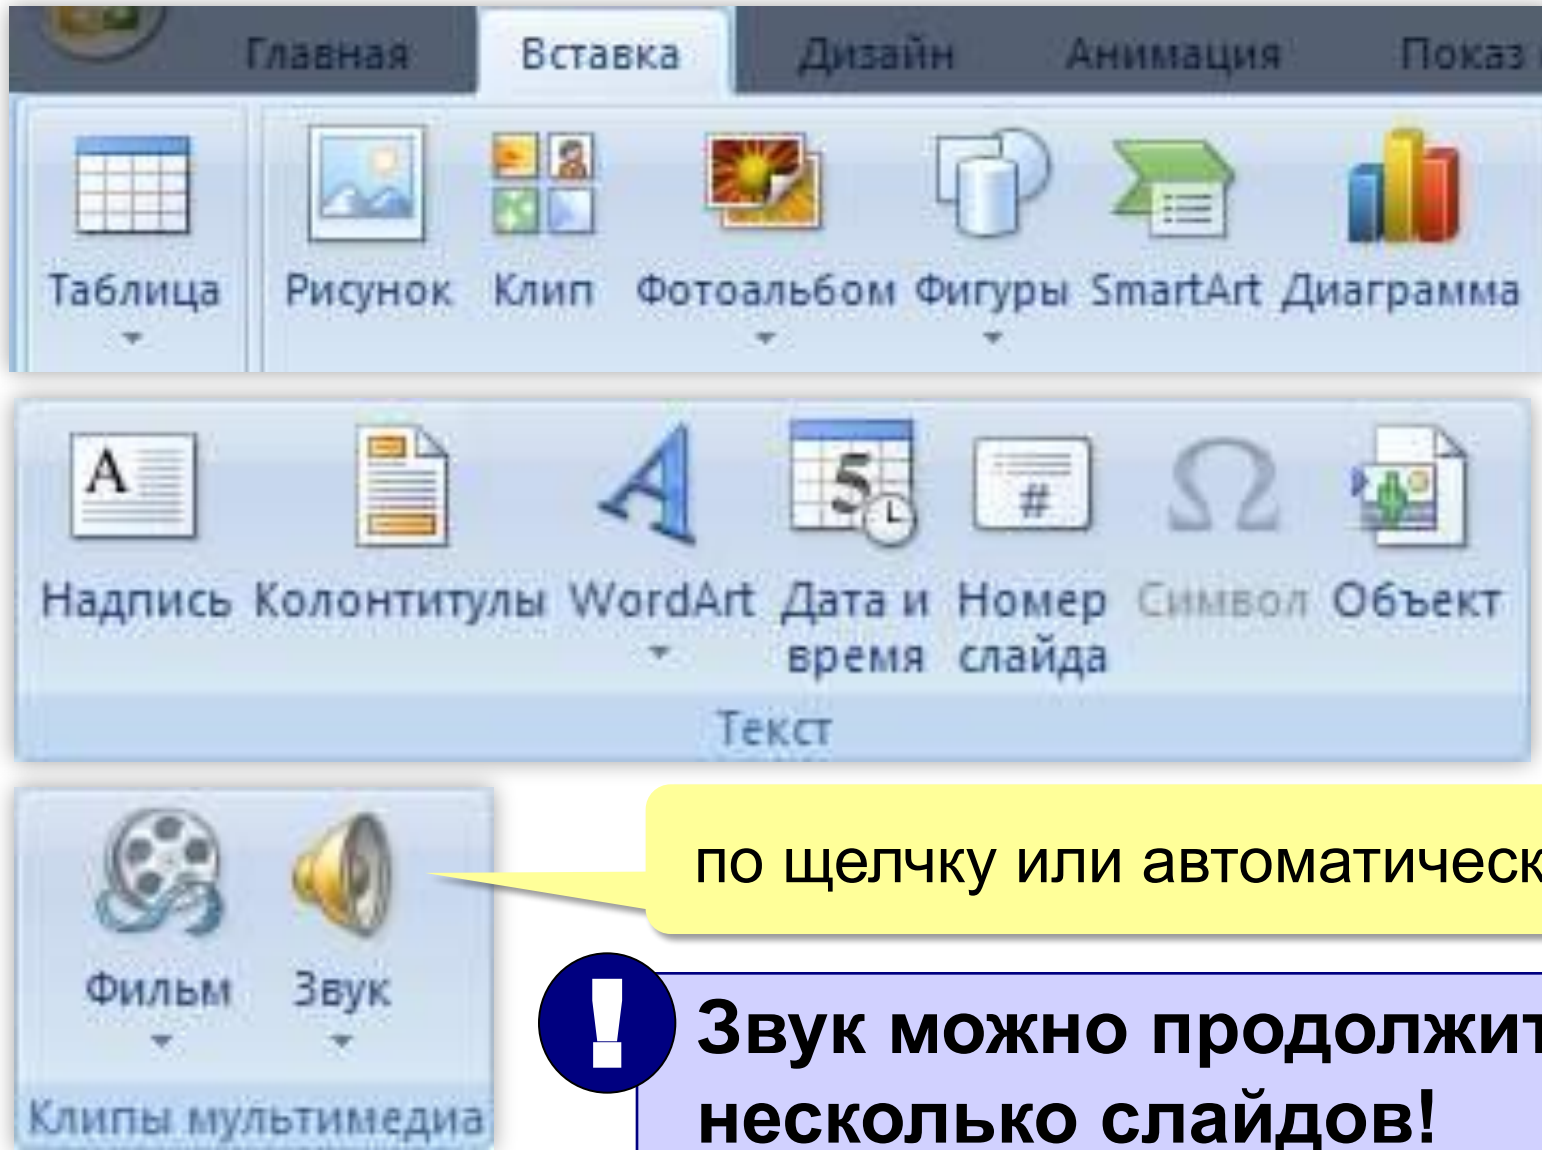 Главная Вставка Дизайн Анимация Показ
Таблица Рисунок Клип Фотоальбом Фигуры SmartArt Диаграмма
A 5 # Ω
Надпись Колонтитулы WordArt Дата и время Номер слайда Символ Объект
Текст
по щелчку или автоматическ
Фильм Звук
Клипы мультимедиа
! Звук можно продолжит
несколько слайдов!